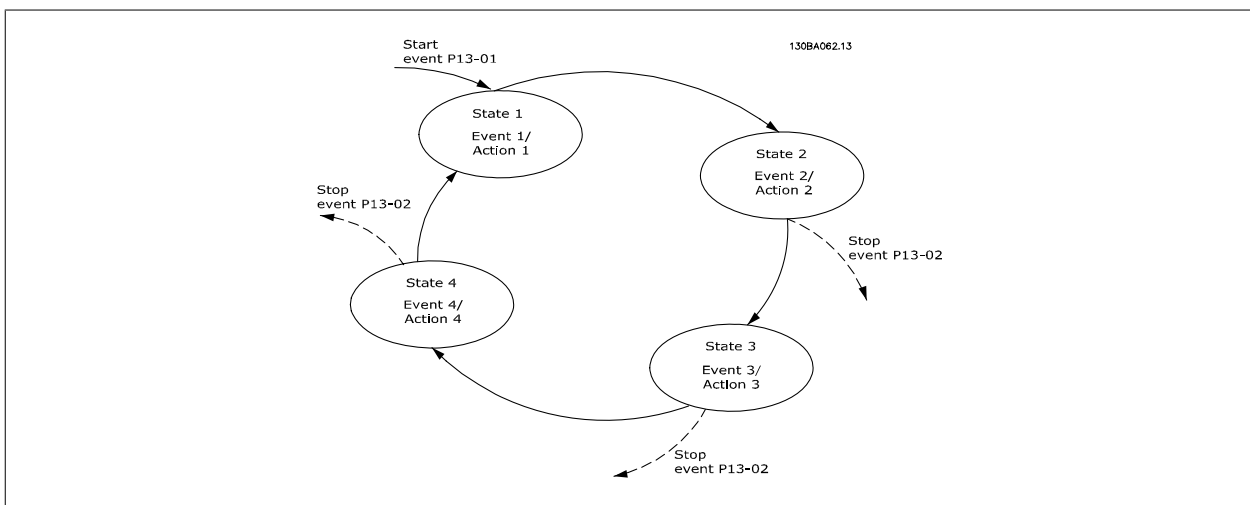 Start
event P13-01
130BA062.13
State 1
Event 1/
Action 1
State 2
Event 2/
Action 2
Stop
event P13-02
Stop
event P13-02
State 4
Event 4/
Action 4
State 3
Event 3/
Action 3
Stop
event P13-02